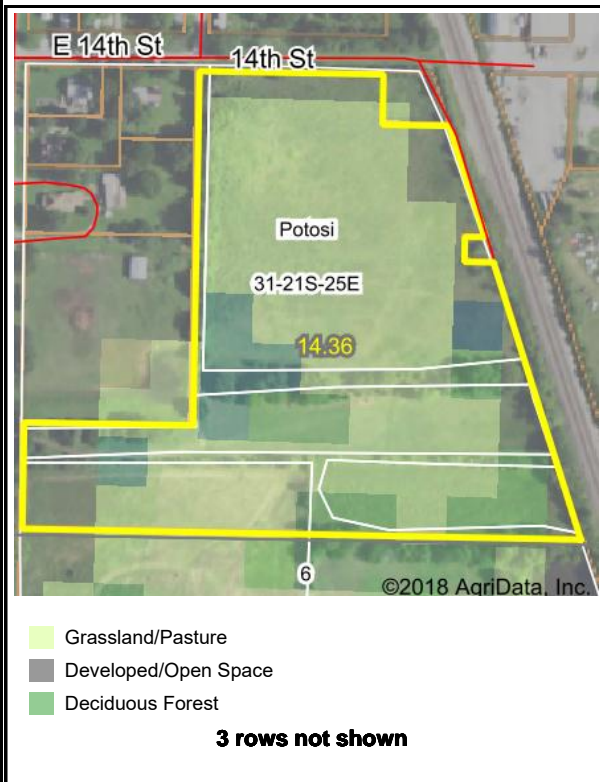 E 14th St
14th St
Potosi
31-21S-25E
14.36
6
©2018 AgriData, Inc.
Grassland/Pasture
Developed/Open Space
Deciduous Forest
3 rows not shown